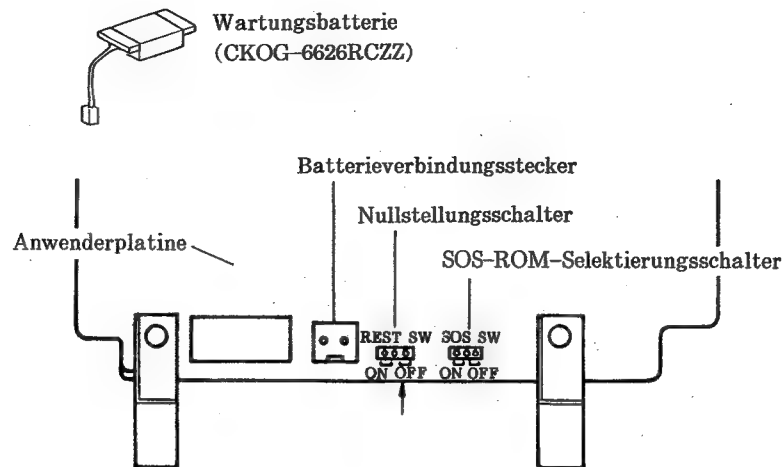 Wartungsbatterie
(CKOG-6626RCZZ)
Batterieverbindungsstecker
Nullstellungsschalter
Anwenderplatine
SOS-ROM-Selektierungsschalter
REST SW SOS SW
ON OFF ON OFF